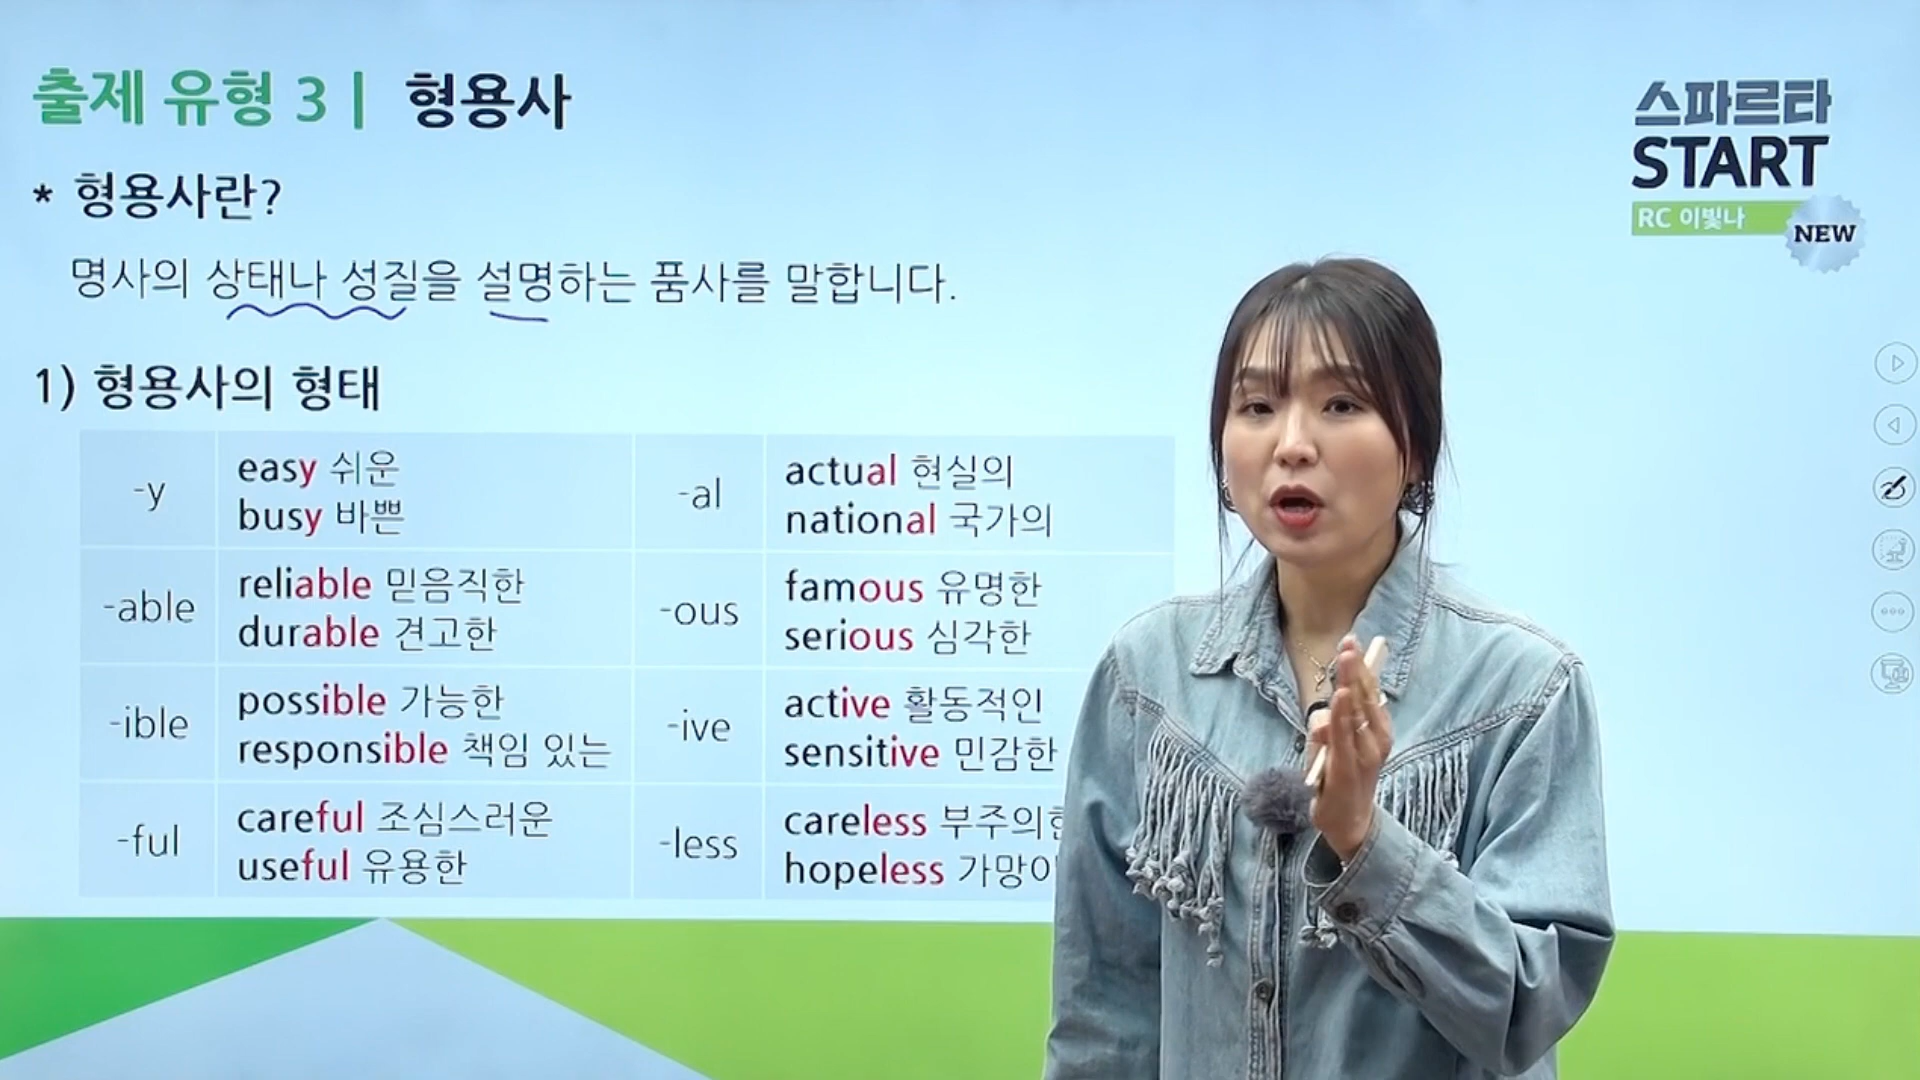 출제 유형 3 | 형용사
스파르타
START
RC 이빛나
NEW
* 형용사란?
명사의 상태나 성질을 설명하는 품사를 말합니다.
1) 형용사의 형태
-y
easy 쉬운
busy 바쁜
-al
actual 현실의
national 국가의
-able
reliable 믿음직한
durable 견고한
-ous
famous 유명한
serious 심각한
-ible
possible 가능한
responsible 책임 있는
-ive
active 활동적인
sensitive 민감한
-ful
careful 조심스러운
useful 유용한
-less
careless
hopeless